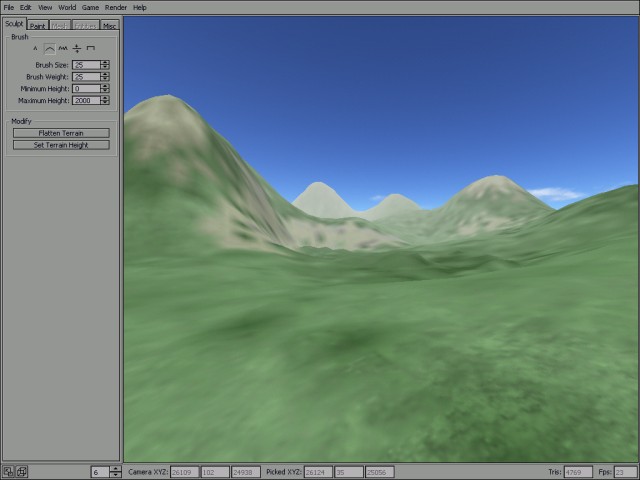 File Edit View World Game Render Help
Sculpt Paint Mesh Entities Misc
Brush
Brush Size: 25
Brush Weight: 25
Minimum Height: 0
Maximum Height: 2000
Modify
Flatten Terrain
Set Terrain Height
6 Camera XYZ: 26109 102 24938 Picked XYZ: 26124 35 25056 Tris: 4769 Fps: 23